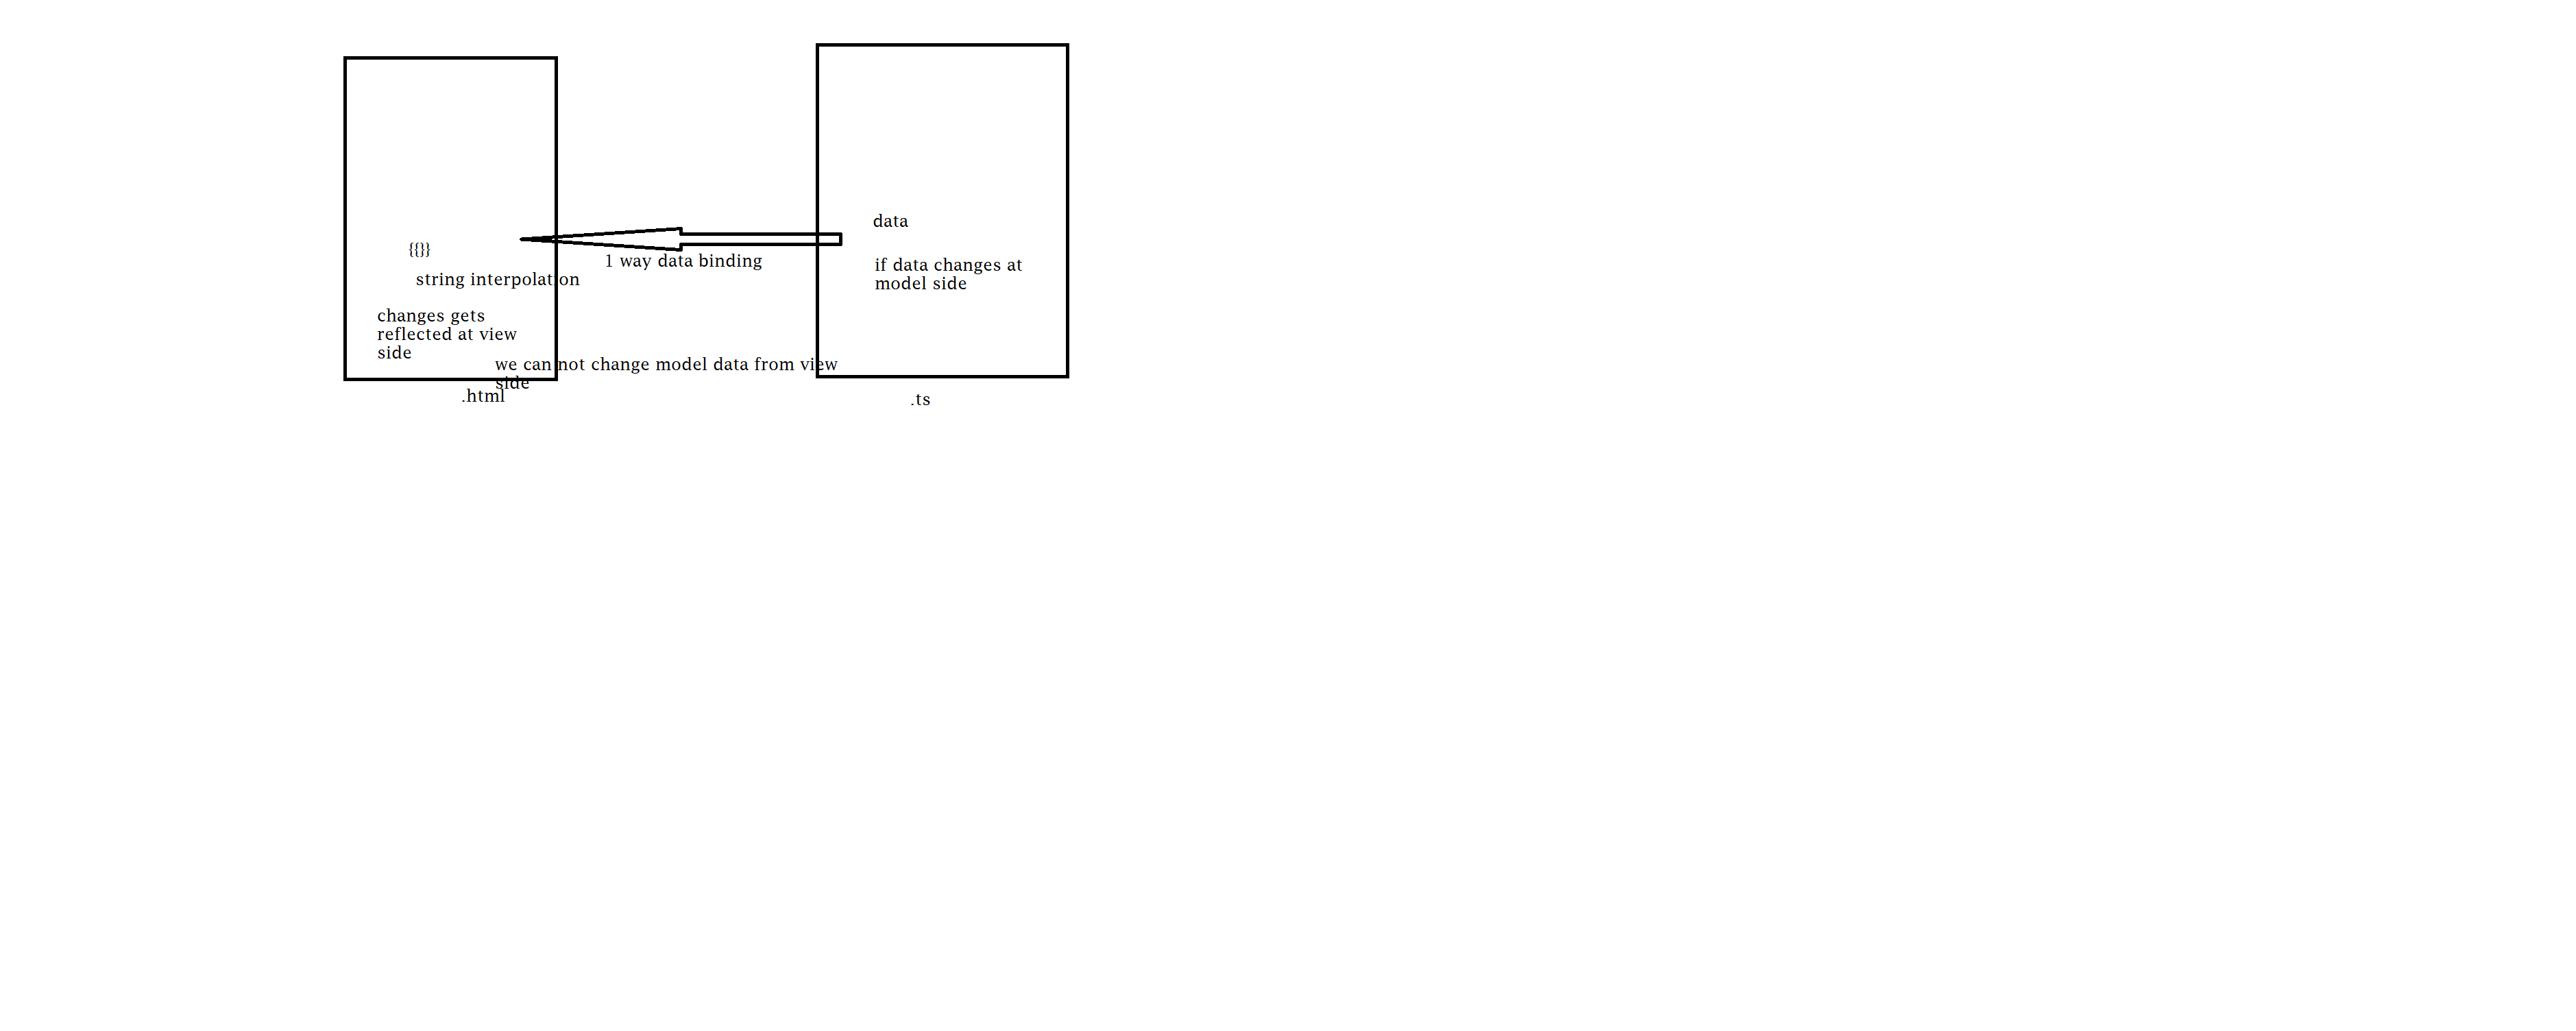 {{}}
string interpolation
changes gets
reflected at view
side
1 way data binding
data
if data changes at
model side
we can not change model data from view
side
.html
.ts